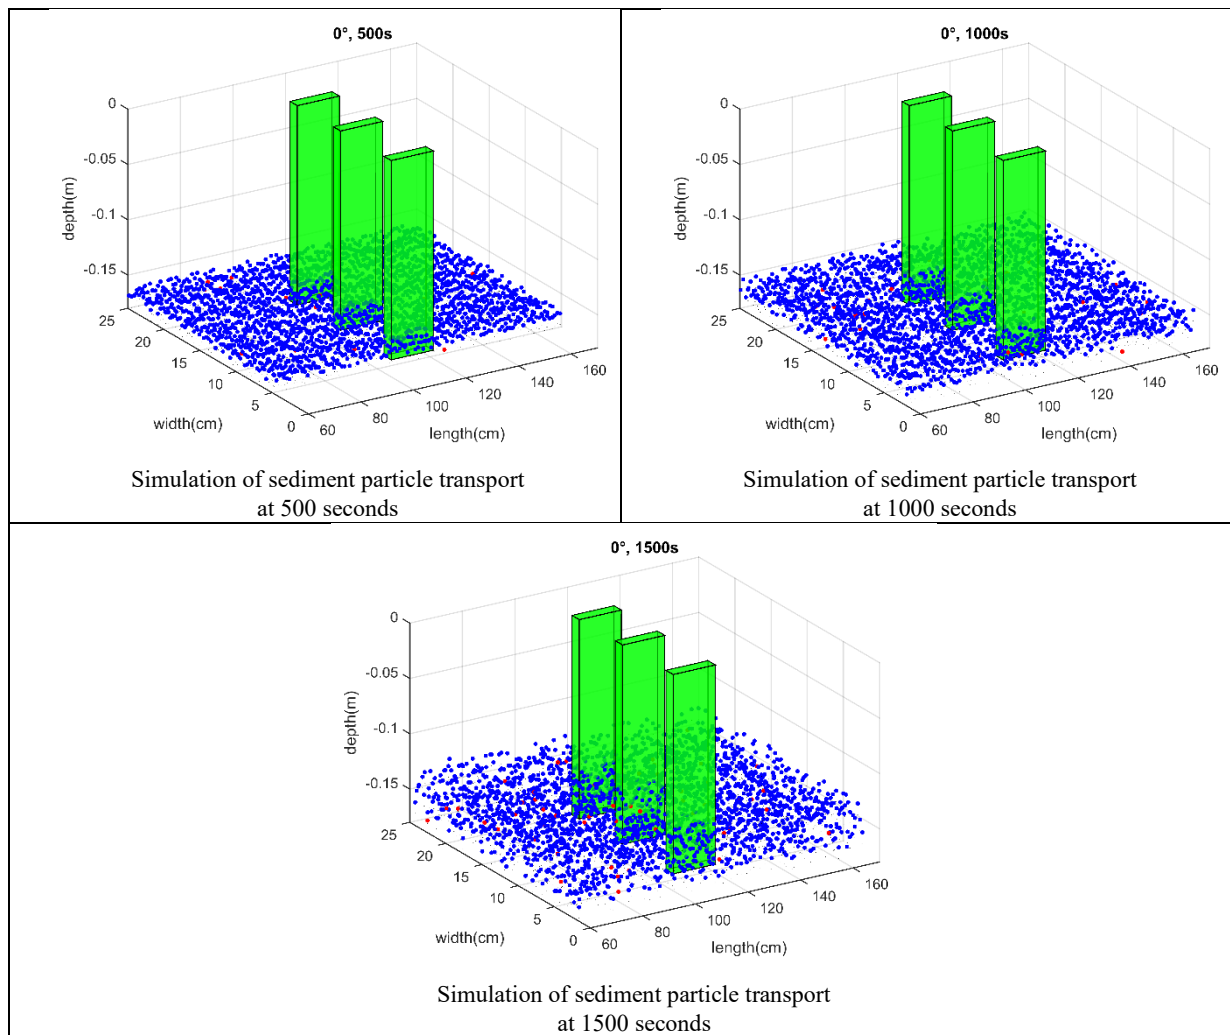 0°, 500s
0
-0.05
-0.1
-0.15
depth(m)
25
20
15
10
5
0
width(cm)
60
80
100
120
140
160
length(cm)
Simulation of sediment particle transport
at 500 seconds
0°, 1000s
0
-0.05
-0.1
-0.15
depth(m)
25
20
15
10
5
0
width(cm)
60
80
100
120
140
160
length(cm)
Simulation of sediment particle transport
at 1000 seconds
0°, 1500s
0
-0.05
-0.1
-0.15
depth(m)
25
20
15
10
5
0
width(cm)
60
80
100
120
140
160
length(cm)
Simulation of sediment particle transport
at 1500 seconds